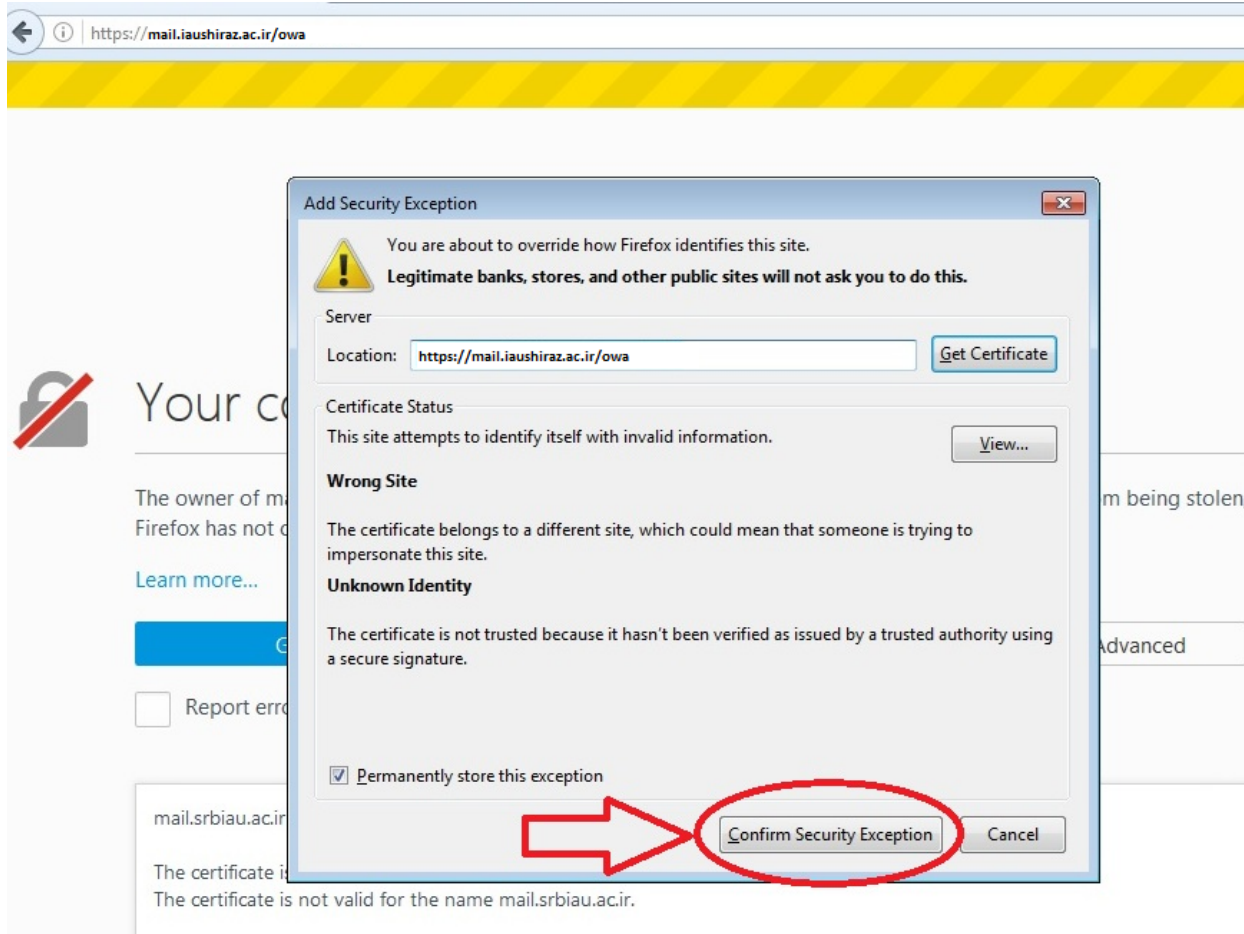 https://mail.iaushiraz.ac.ir/owa
Add Security Exception
You are about to override how Firefox identifies this site.
Legitimate banks, stores, and other public sites will not ask you to do this.
Server
Location: https://mail.iaushiraz.ac.ir/owa Get Certificate
Certificate Status
This site attempts to identify itself with invalid information.
View...
Wrong Site
The certificate belongs to a different site, which could mean that someone is trying to
impersonate this site.
Unknown Identity
The certificate is not trusted because it hasn't been verified as issued by a trusted authority using
a secure signature.
Permanently store this exception
Confirm Security Exception Cancel
Your
The owner of m being stolen
Firefox has not
Learn more...
Advanced
Report
mail.srbiau.ac.ir
The certificate
The certificate is not valid for the name mail.srbiau.ac.ir.